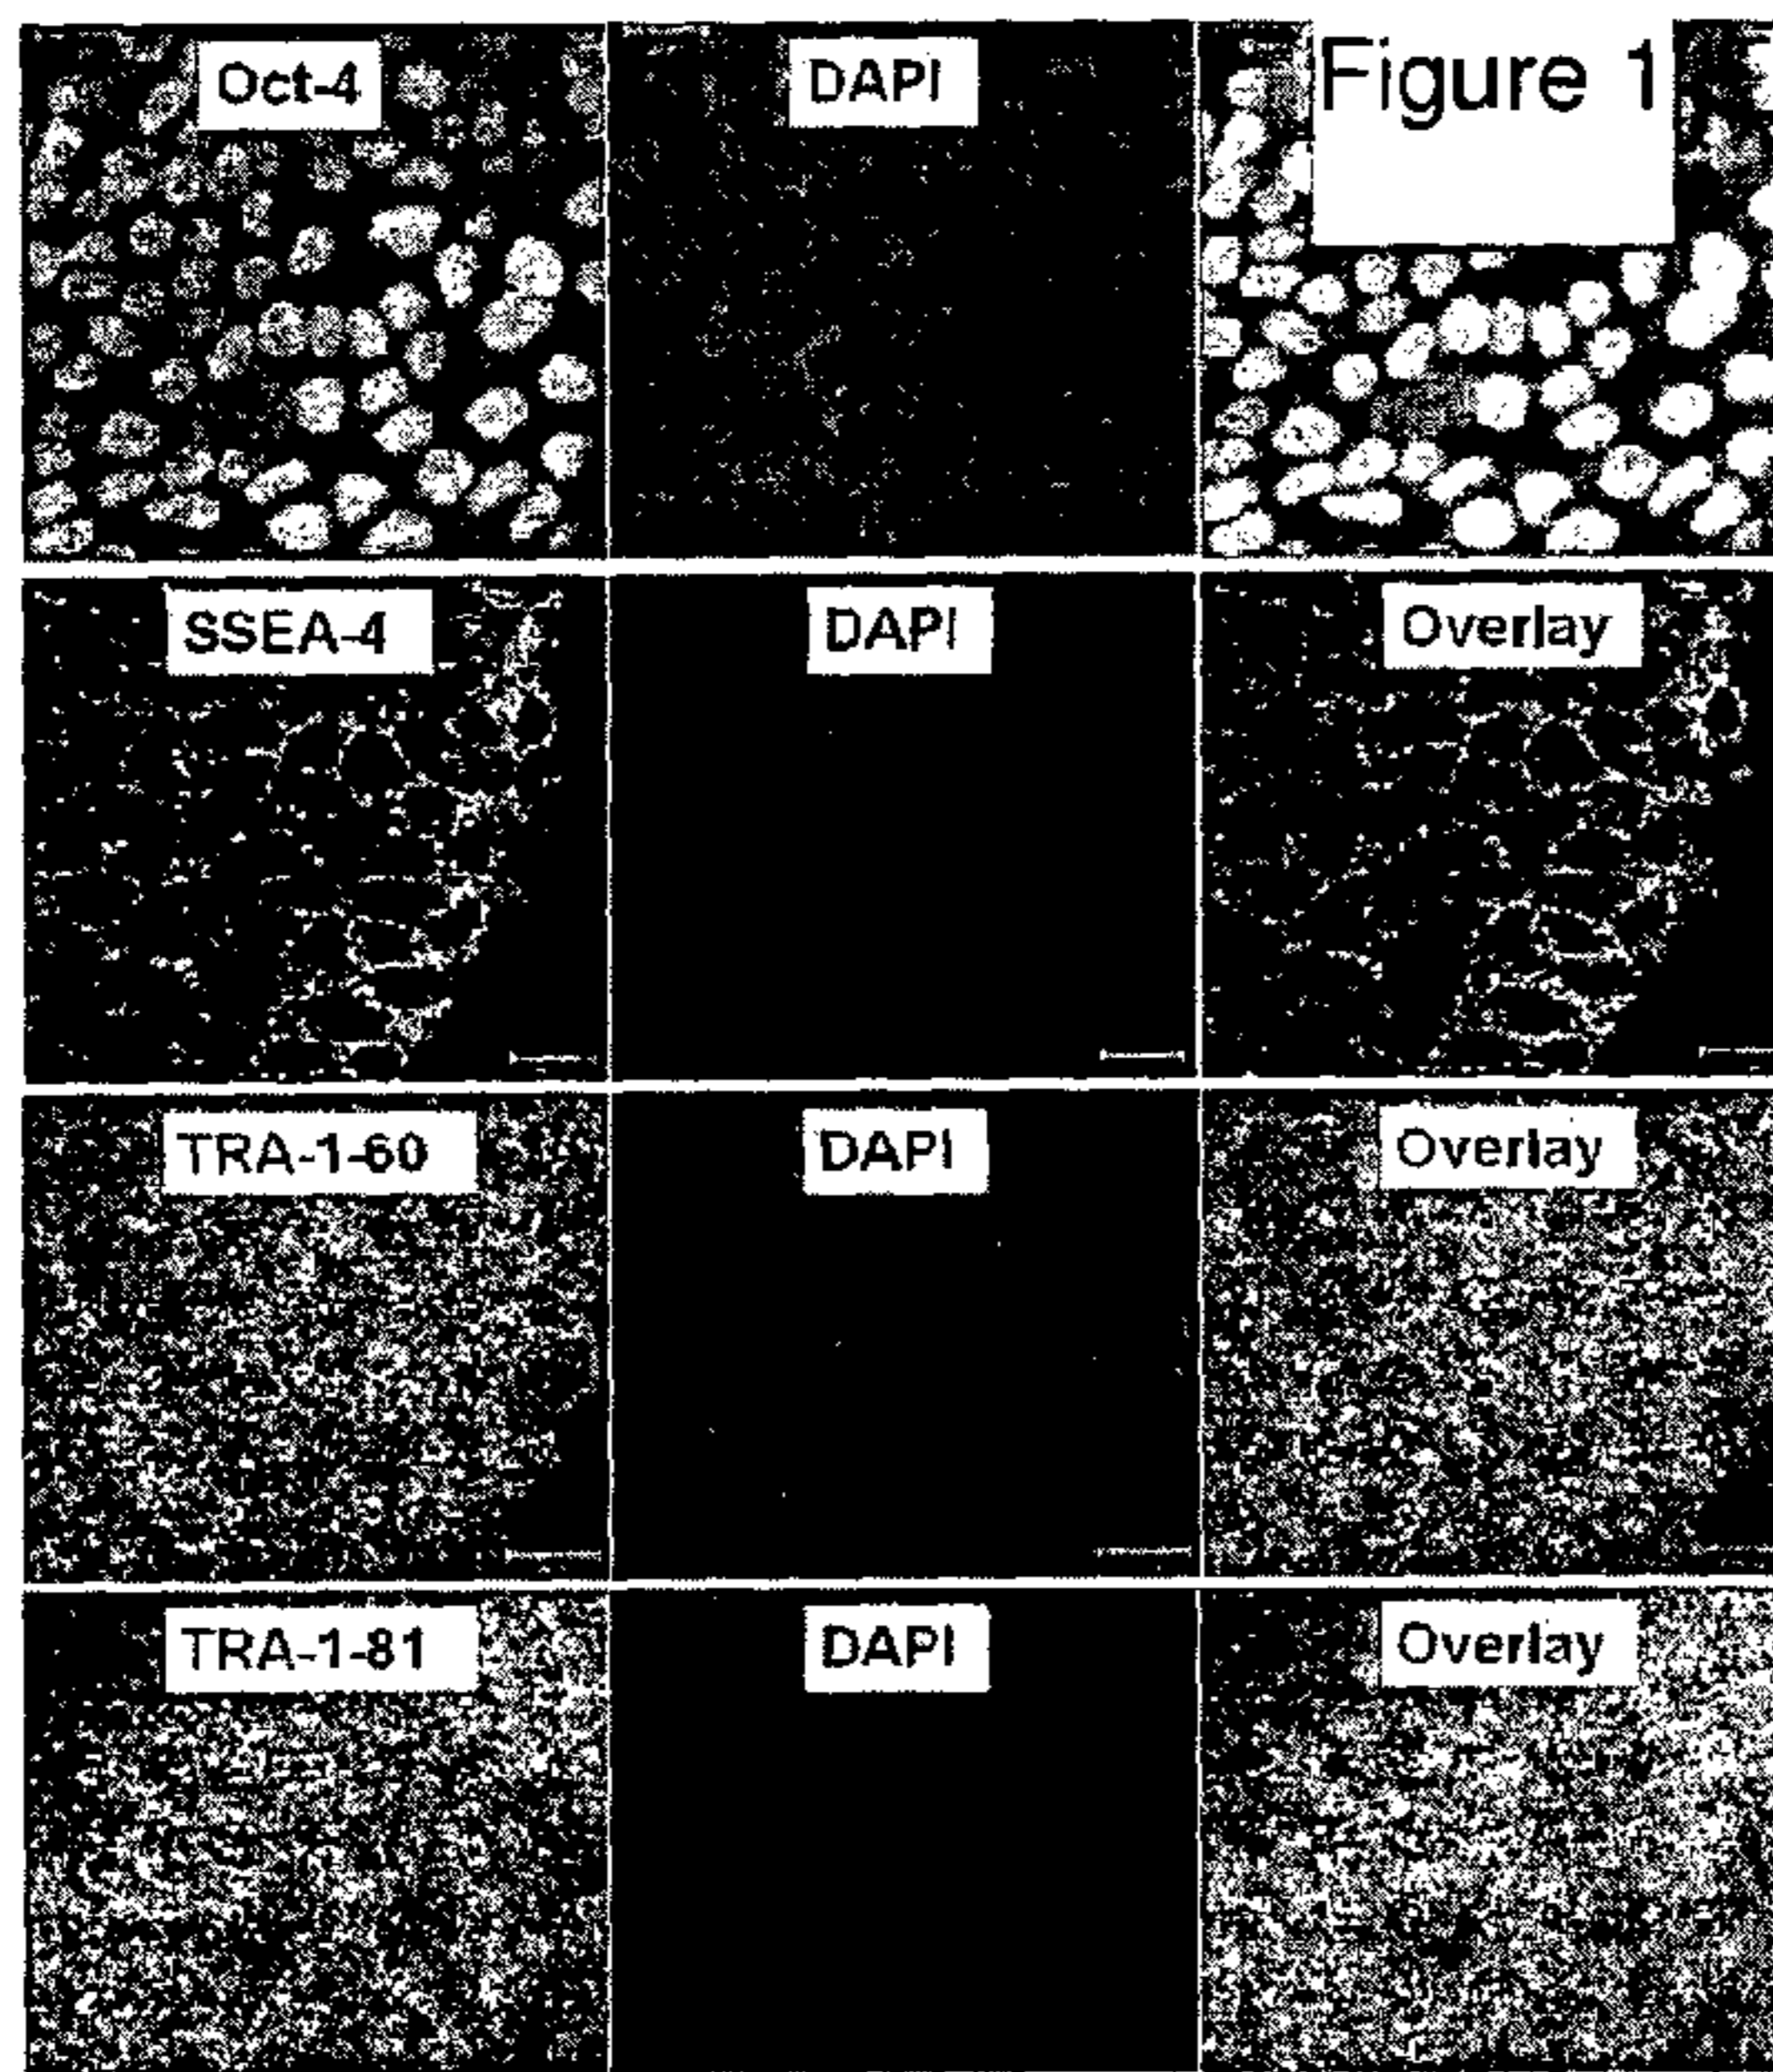 Oct-4
DAPI
Figure 1
SSEA-4
DAPI
Overlay
TRA-1-60
DAPI
Overlay
TRA-1-81
DAPI
Overlay